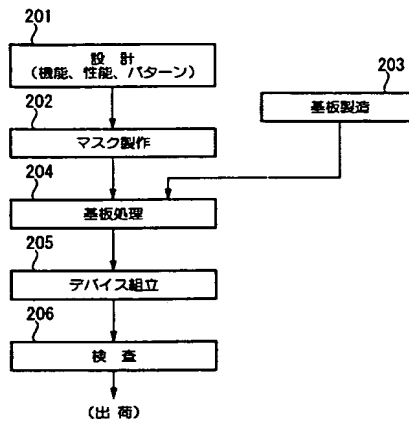 201
設 計
(機能、性能、パターン)
202
マスク製作
203
基板製造
204
基板処理
205
デバイス組立
206
検 査
(出 荷)